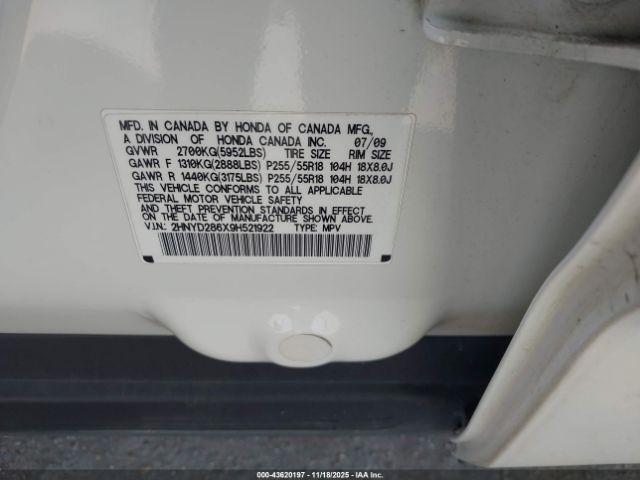 MFD. IN CANADA BY HONDA OF CANADA MFG.,
A DIVISION OF HONDA CANADA INC. 07/09
GVWR 2700KG(5952LBS) TIRE SIZE RIM SIZE
GAWR F 1310KG(2888LBS) P255/55R18 104H 18X8.0J
GAWR R 1440KG(3175LBS) P255/55R18 104H 18X8.0J
THIS VEHICLE CONFORMS TO ALL APPLICABLE
FEDERAL MOTOR VEHICLE SAFETY
AND THEFT PREVENTION STANDARDS IN EFFECT
ON THE DATE OF MANUFACTURE SHOWN ABOVE.
V.I.N.: 2HNYD286X9H521922 TYPE: MPV
00-43620197 - 11/18/2025 - IAAI, Inc.